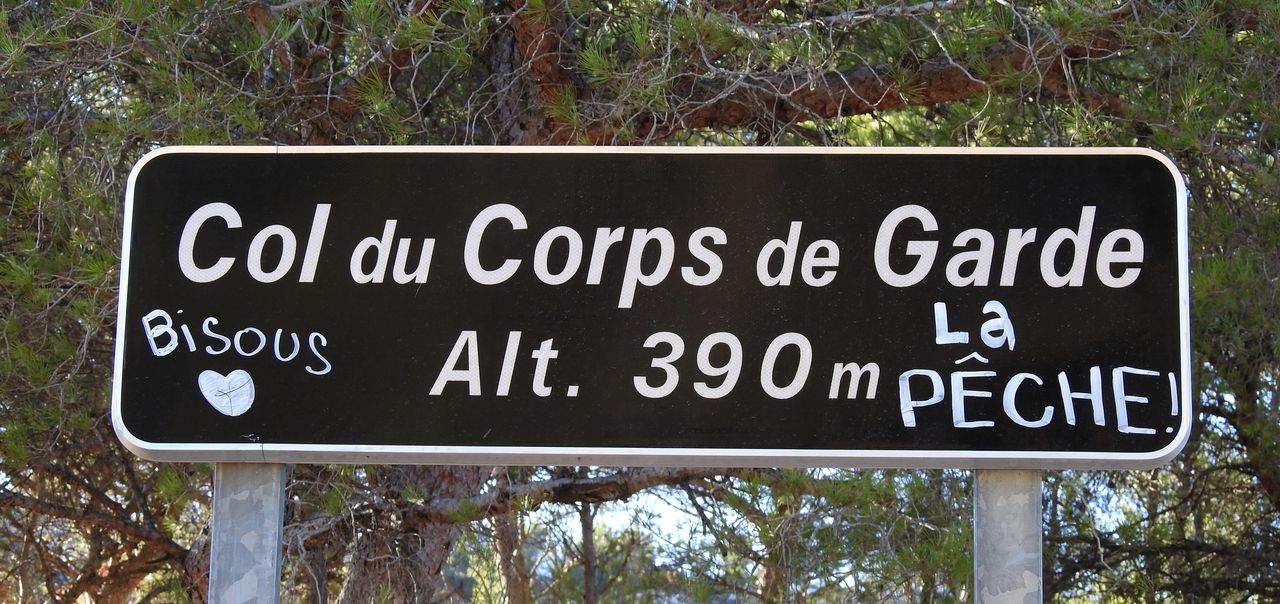 Col du Corps de Garde
Alt. 390 m
Bisous
La
PÊCHE!